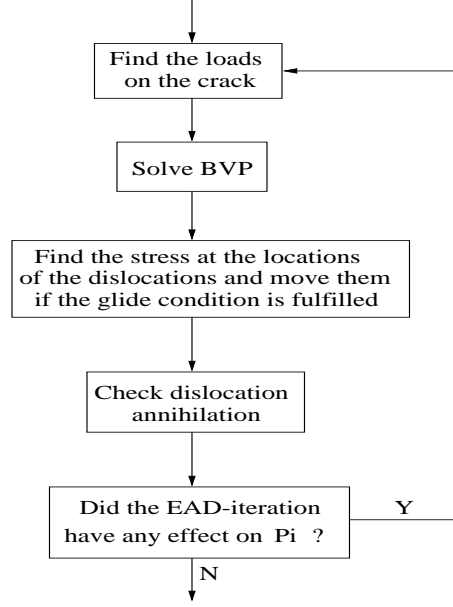 Find the loads
on the crack
Solve BVP
Find the stress at the locations
of the dislocations and move them
if the glide condition is fulfilled
Check dislocation
annihilation
Did the EAD-iteration
have any effect on Pi ?
Y
N